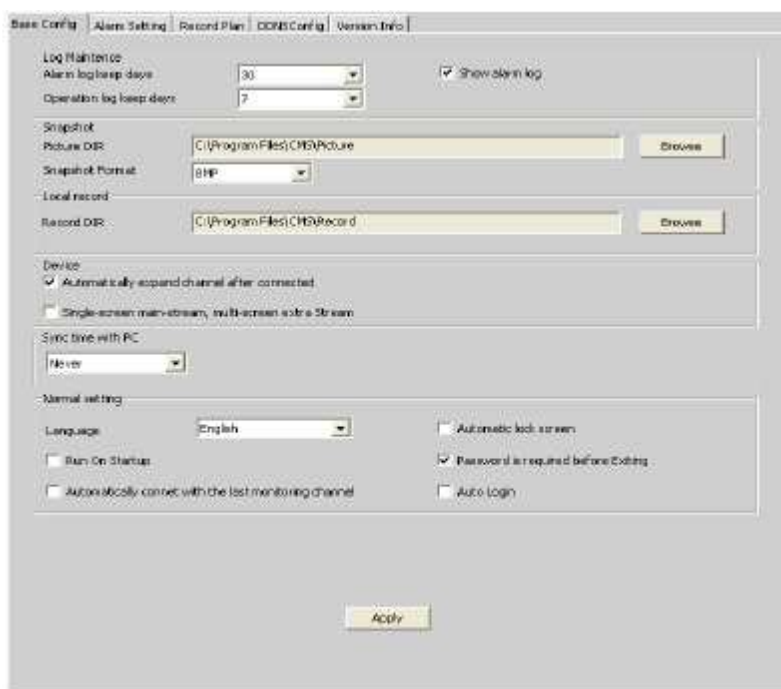 Base Config Alarm Setting Record Plan DDNSConfig Version Info
Log Maintence
Alarm log keep days 30 Show alarm log
Operation log keep days 7
Snapshot
Picture DIR C:\Program Files\CMS\Picture Browse
Snapshot Format BMP
Local record
Record DIR C:\Program Files\CMS\Record Browse
Device
Automatically expand channel after connected
Single-screen main-stream, multi-screen extra Stream
Sync time with PC
Never
Normal setting
Language English Automatic lock screen
Run On Startup Password is required before Exiting
Automatically connet with the last monitoring channel Auto Login
Apply